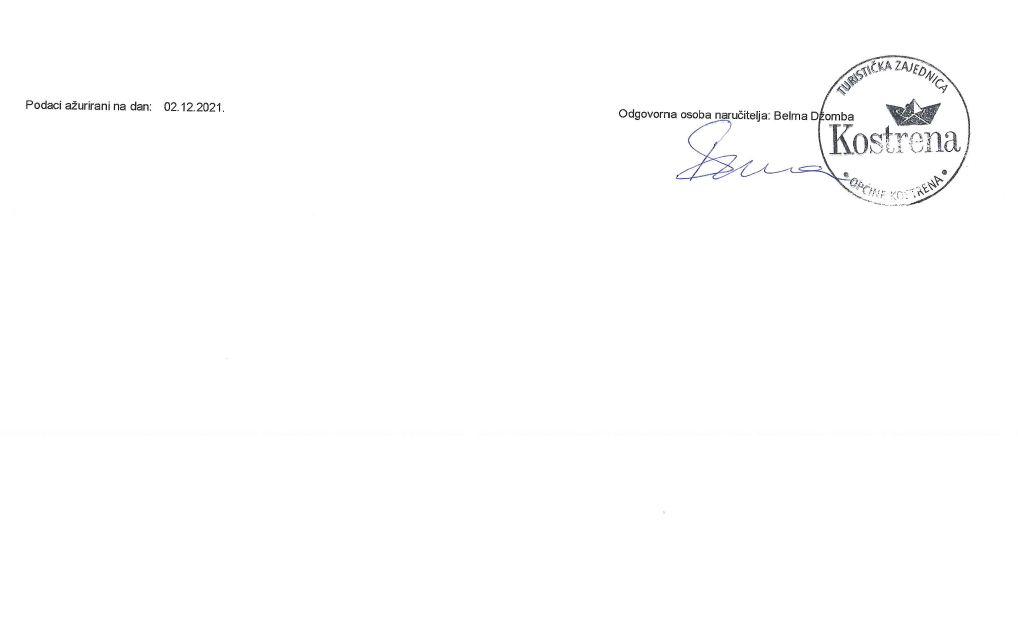 Podaci ažurirani na dan: 02.12.2021.
Odgovorna osoba naručitelja: Belma Džomba
TURISTIČKA ZAJEDNICA
Kostrena
• OPĆINE KOSTRENA •